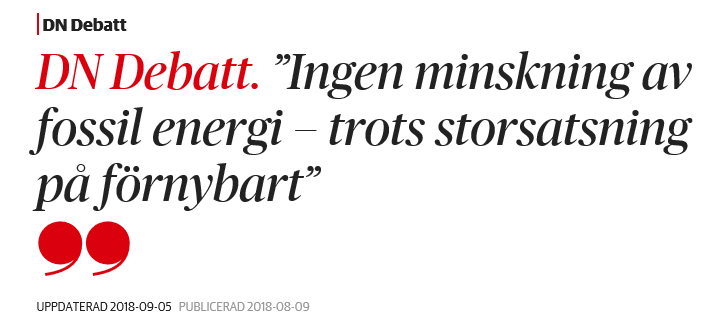 DN Debatt
DN Debatt. ”Ingen minskning av
fossil energi – trots storsatsning
på förnybart”
UPPDATERAD 2018-09-05 PUBLICERAD 2018-08-09